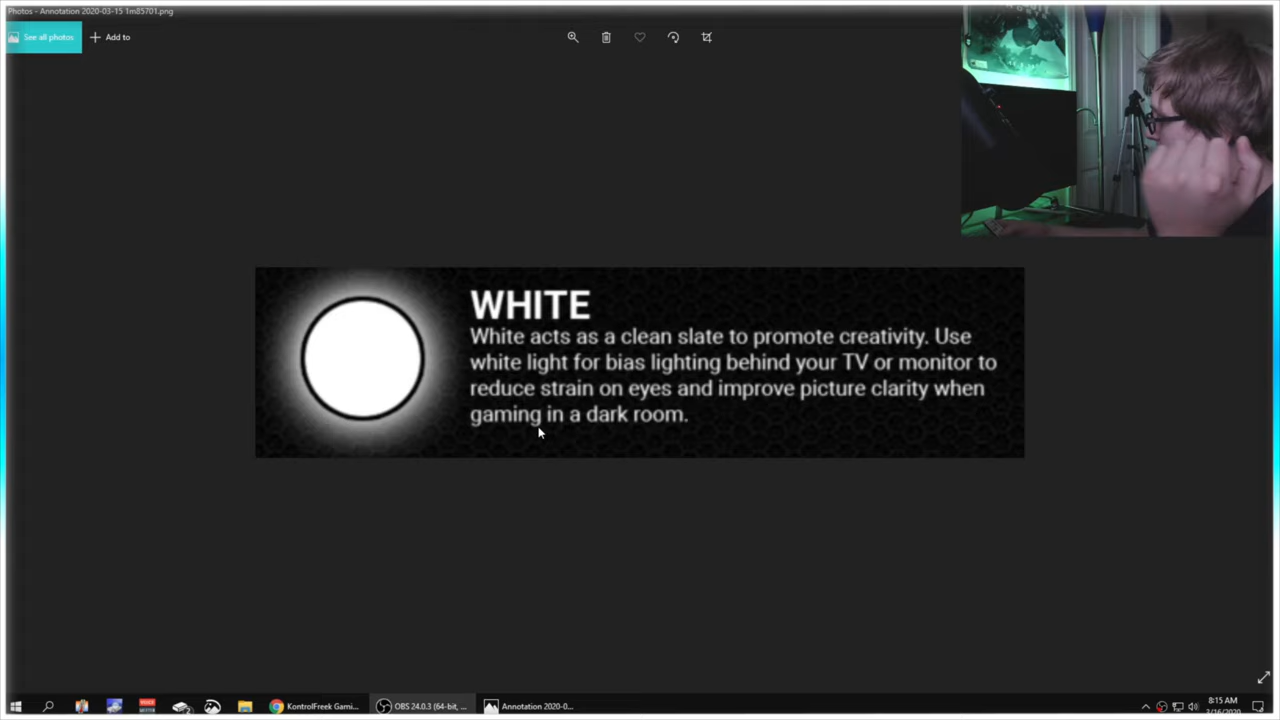 Photos - Annotation 2020-03-15 1m85701.png
See all photos
Add to
WHITE
White acts as a clean slate to promote creativity. Use
white light for bias lighting behind your TV or monitor to
reduce strain on eyes and improve picture clarity when
gaming in a dark room.
KontrolFreek Gami...
OBS 24.0.3 (64-bit, ...
Annotation 2020-0...
8:15 AM
3/16/2020